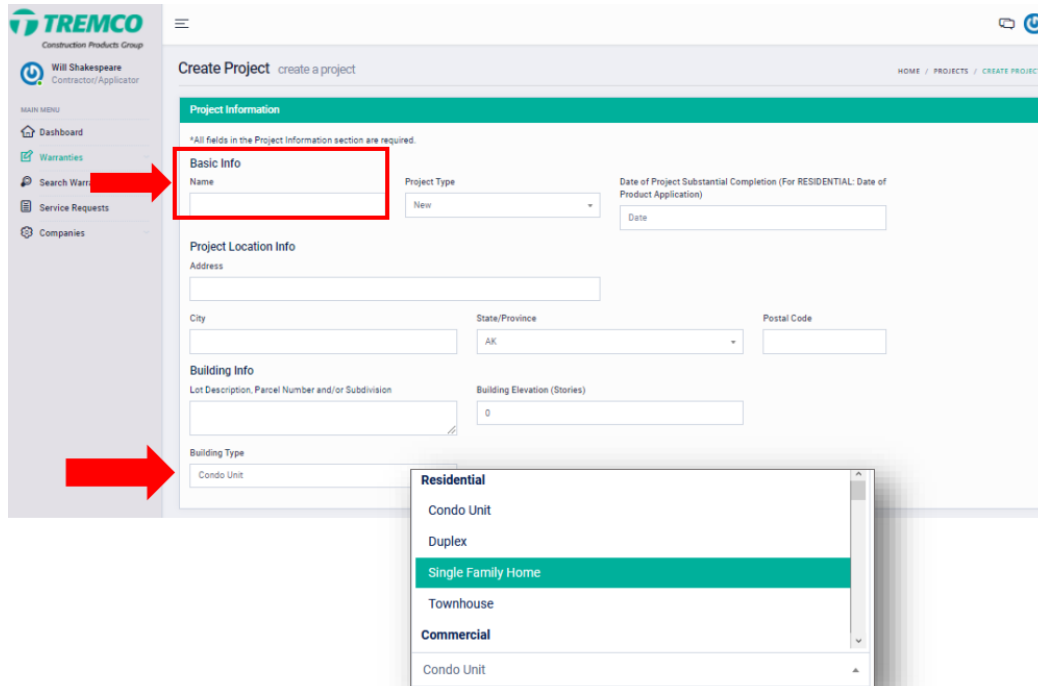 TREMCO
Construction Products Group
Will Shakespeare
Contractor/Applicator
MAIN MENU
Dashboard
Warranties
Search Warra
Service Requests
Companies
Create Project create a project
HOME / PROJECTS / CREATE PROJECT
Project Information
*All fields in the Project Information section are required.
Basic Info
Name
Project Type
New
Date of Project Substantial Completion (For RESIDENTIAL: Date of
Product Application)
Date
Project Location Info
Address
City
State/Province
AK
Postal Code
Building Info
Lot Description, Parcel Number and/or Subdivision
Building Elevation (Stories)
0
Building Type
Condo Unit
Residential
Condo Unit
Duplex
Single Family Home
Townhouse
Commercial
Condo Unit